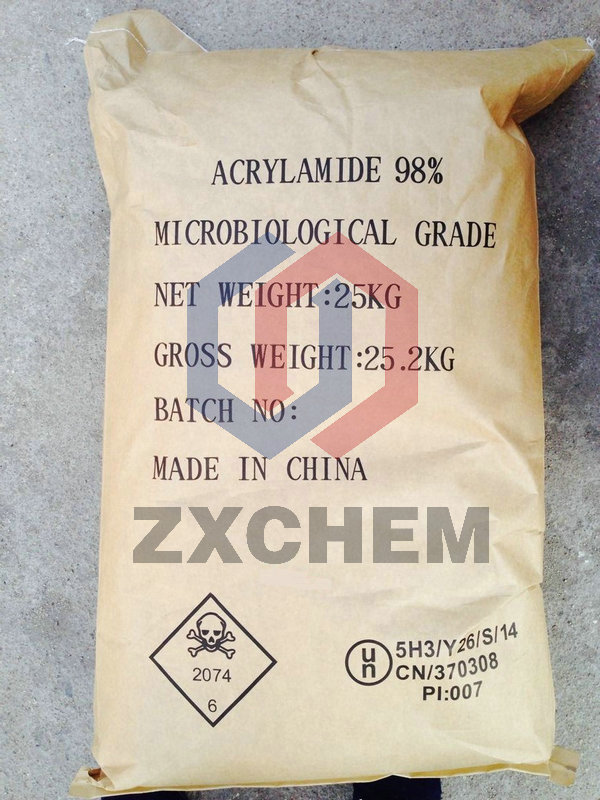 ACRYLAMIDE 98%
MICROBIOLOGICAL GRADE
NET WEIGHT:25KG
GROSS WEIGHT:25.2KG
BATCH NO:
MADE IN CHINA
ZXCHEM
2074
6
un
5H3/Y26/S/14
CN/370308
PI:007